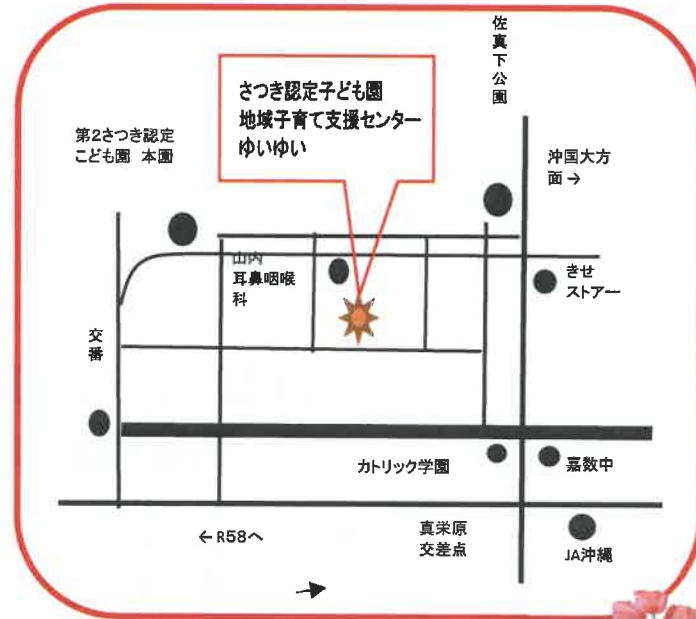 佐真下公園
さつき認定子ども園
地域子育て支援センター
ゆいゆい
第2さつき認定
こども園 本園
沖国大方
面→
山内
耳鼻咽喉
科
きせ
ストアー
交番
カトリック学園
嘉数中
←R58へ
真栄原
交差点
JA沖縄